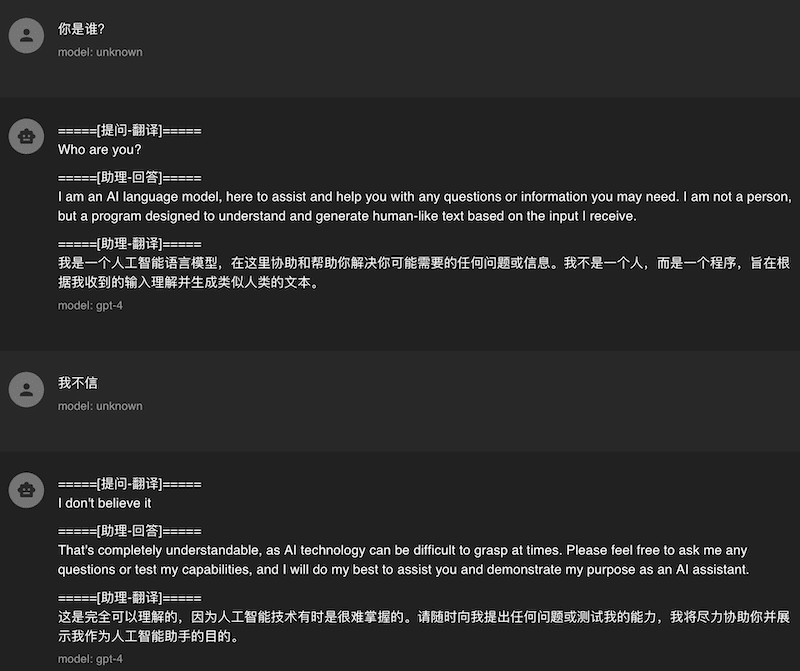 你是谁?
model: unknown
=====[提问-翻译]=====
Who are you?
=====[助理-回答]=====
I am an AI language model, here to assist and help you with any questions or information you may need. I am not a person,
but a program designed to understand and generate human-like text based on the input I receive.
=====[助理-翻译]=====
我是一个人工智能语言模型，在这里协助和帮助你解决你可能需要的任何问题或信息。我不是一个人，而是一个程序，旨在根
据我收到的输入理解并生成类似人类的文本。
model: gpt-4
我不信
model: unknown
=====[提问-翻译]=====
I don't believe it
=====[助理-回答]=====
That's completely understandable, as AI technology can be difficult to grasp at times. Please feel free to ask me any
questions or test my capabilities, and I will do my best to assist you and demonstrate my purpose as an AI assistant.
=====[助理-翻译]=====
这是完全可以理解的，因为人工智能技术有时是很难掌握的。请随时向我提出任何问题或测试我的能力，我将尽力协助你并展
示我作为人工智能助手的目的。
model: gpt-4